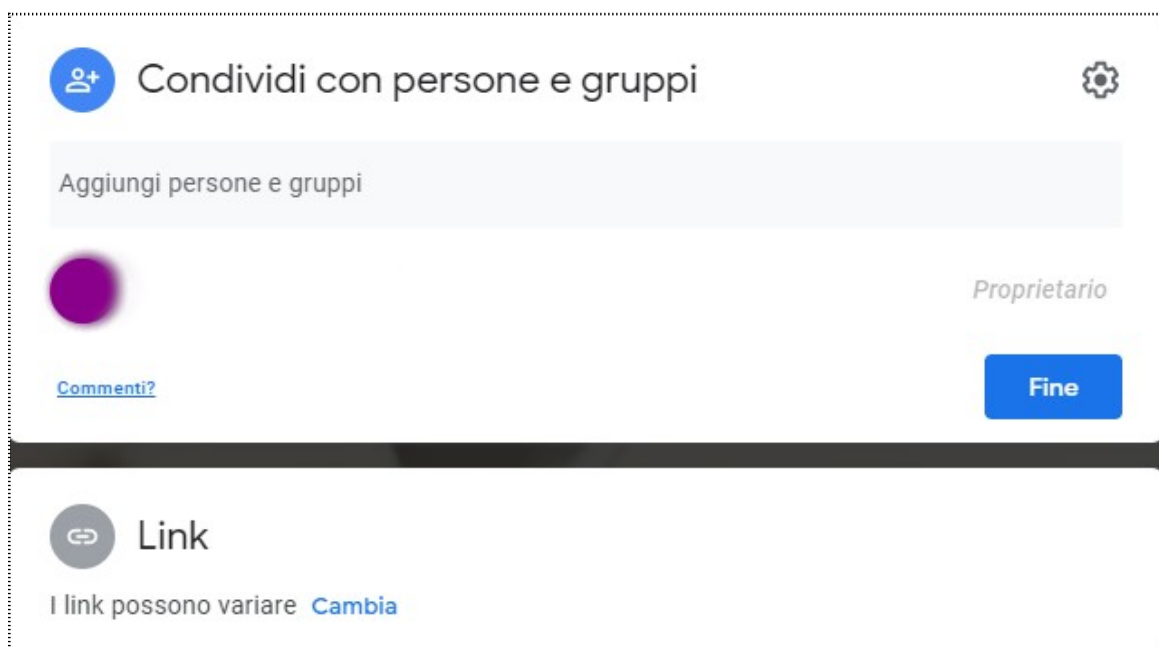 Condividi con persone e gruppi
Aggiungi persone e gruppi
Proprietario
Commenti?
Fine
Link
I link possono variare Cambia